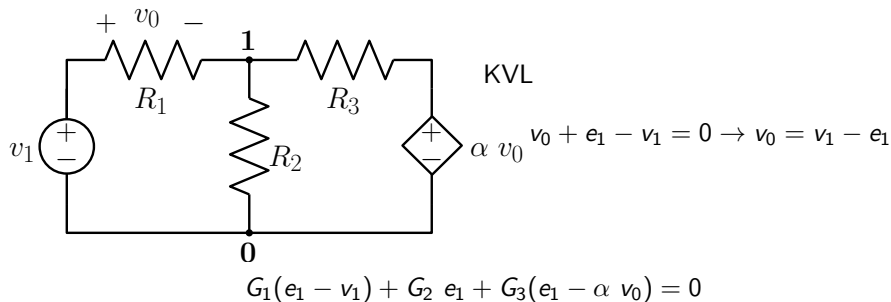 + v₀ −
1
R₁
R₃
KVL
v₁
+
−
R₂
+
−
α v₀
v₀ + e₁ − v₁ = 0 → v₀ = v₁ − e₁
0
G₁(e₁ − v₁) + G₂ e₁ + G₃(e₁ − α v₀) = 0